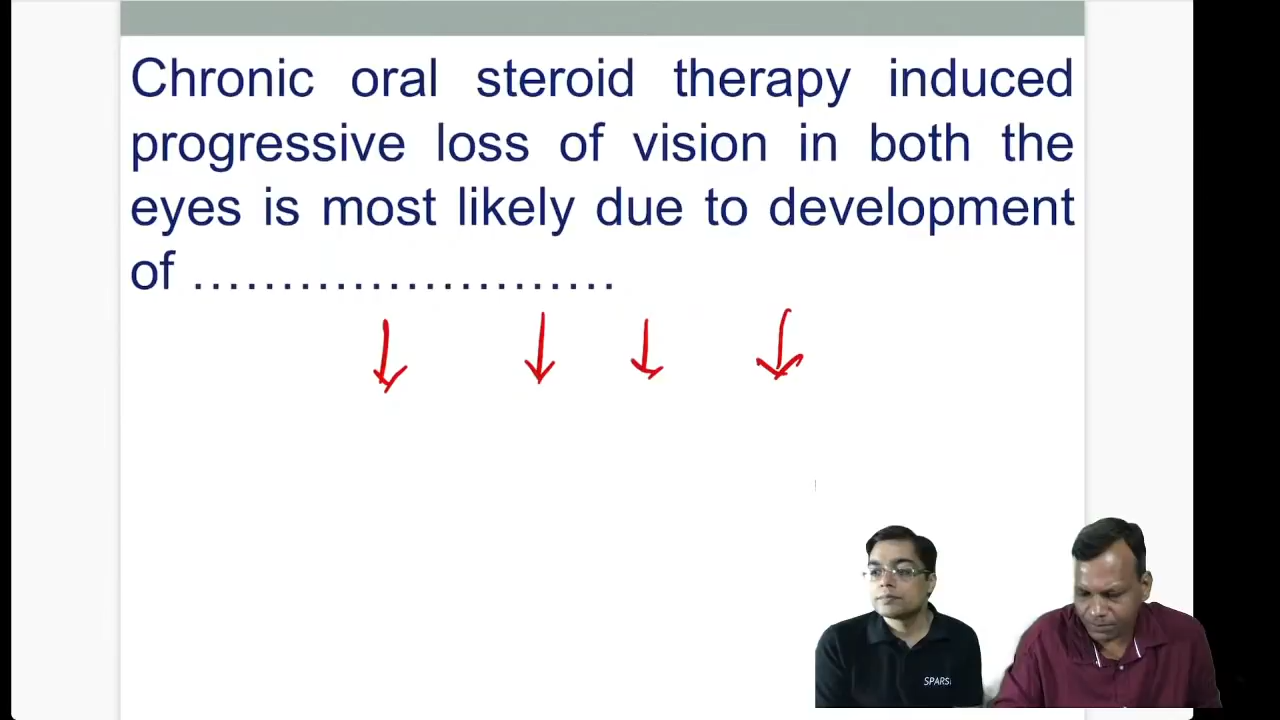 Chronic oral steroid therapy induced
progressive loss of vision in both the
eyes is most likely due to development
of ........................
SPARS